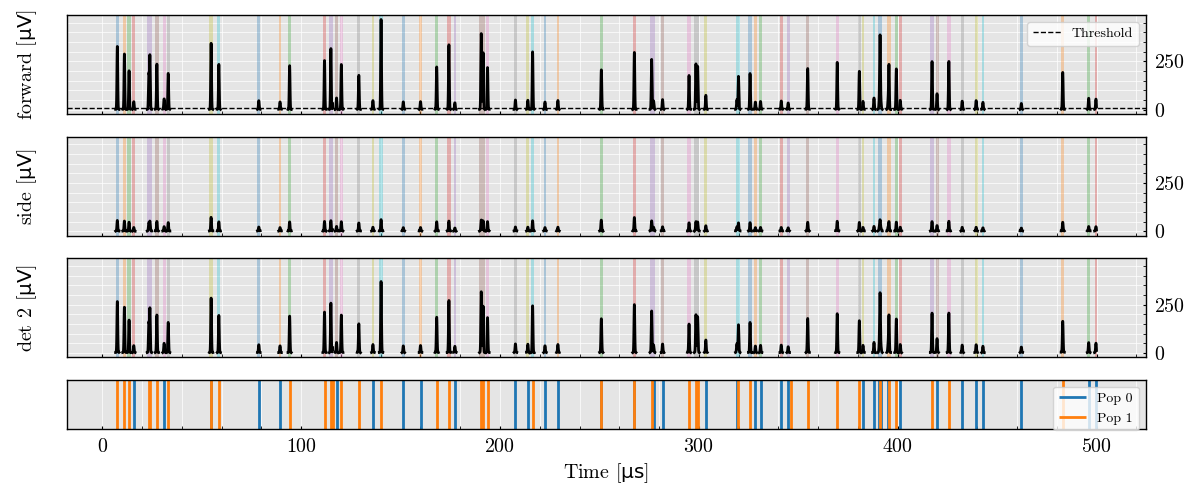 forward [μV]
Threshold
250
0
side [μV]
250
0
det 2 [μV]
250
0
Pop 0
Pop 1
0 100 200 300 400 500
Time [μs]